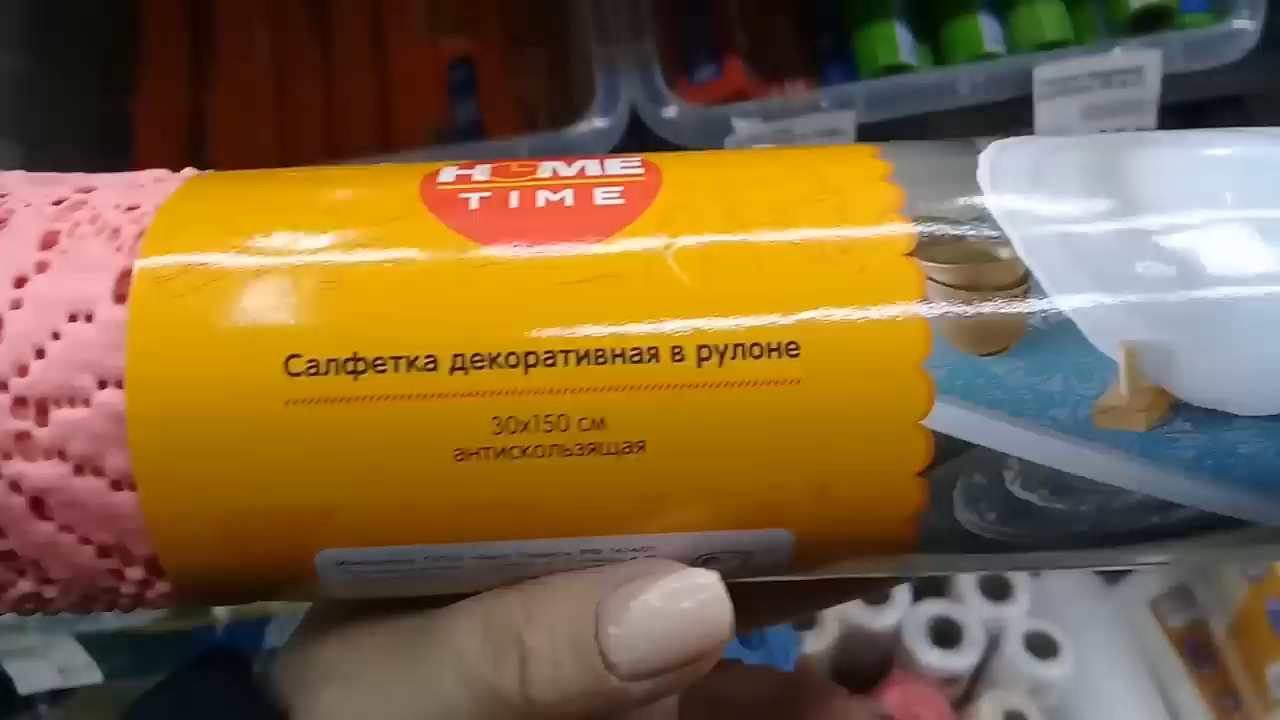 HOME
TIME
Салфетка декоративная в рулоне
30x150 см
антискользящая